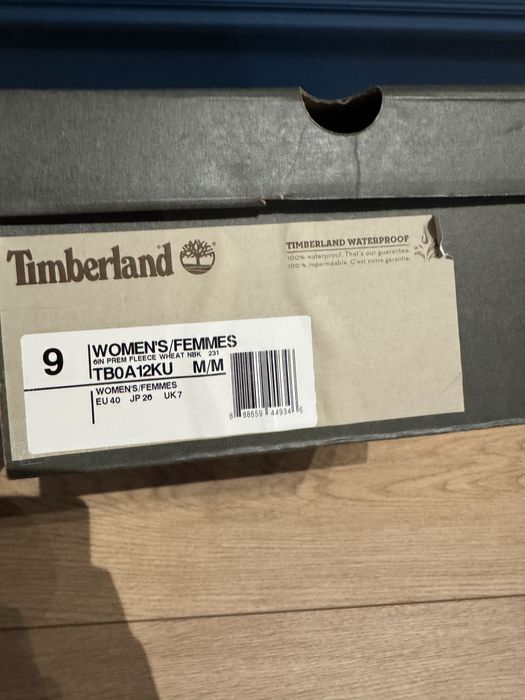 Timberland
TIMBERLAND WATERPROOF
100% waterproof. That's our guarantee.
100% imperméable. C'est notre garantie.
9
WOMEN'S/FEMMES
6IN PREM FLEECE WHEAT NBK 231
TB0A12KU M/M
WOMEN'S/FEMMES
EU 40 JP 26 UK 7
8 88659 44934 6